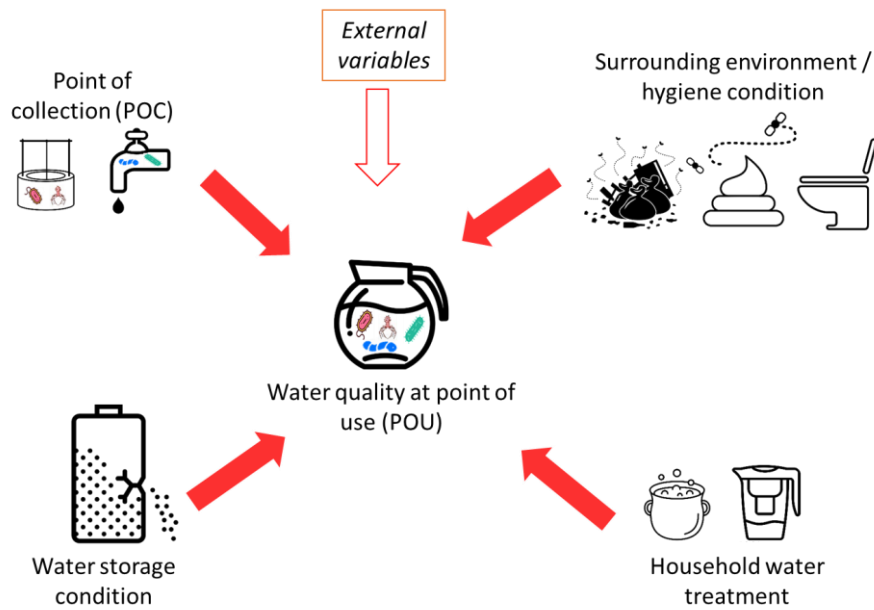 External
variables
Point of
collection (POC)
Surrounding environment /
hygiene condition
Water quality at point of
use (POU)
Water storage
condition
Household water
treatment